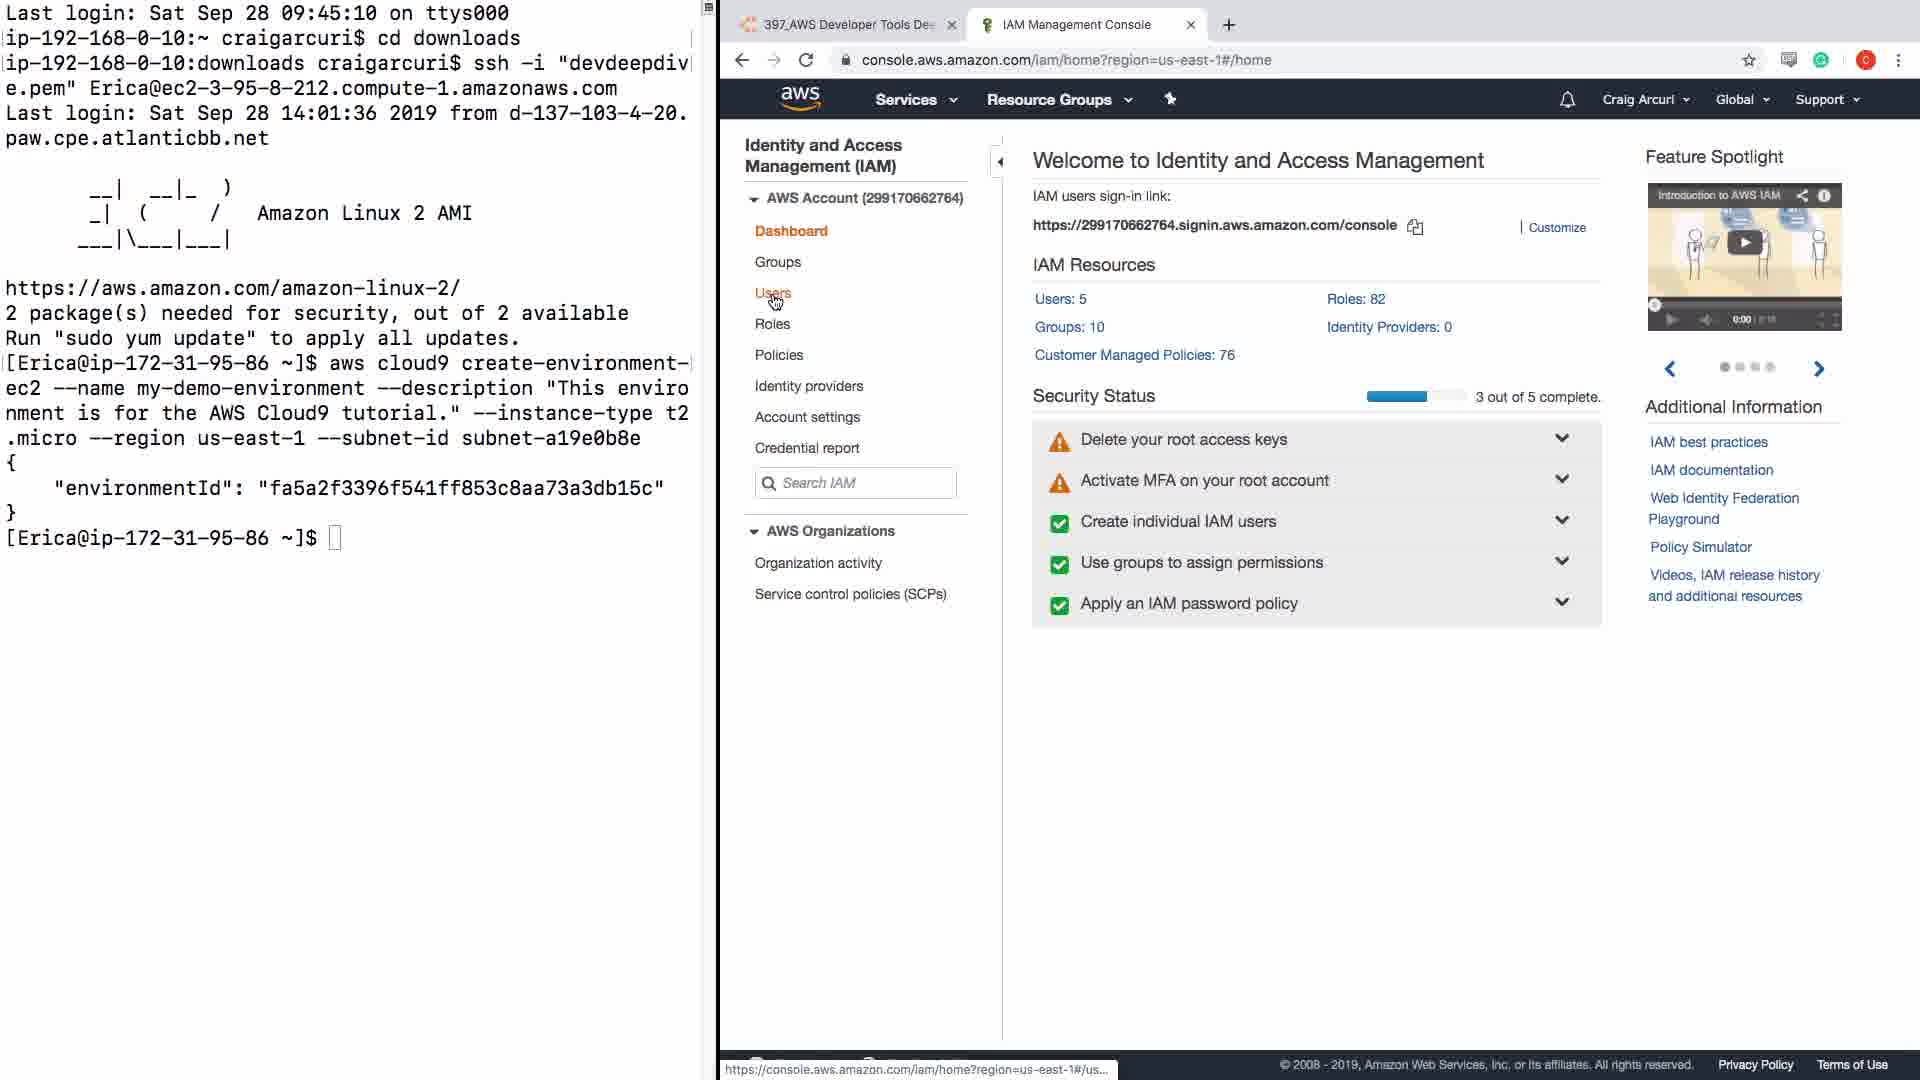 Last login: Sat Sep 28 09:45:10 on ttys000
ip-192-168-0-10:~ craigarcuri$ cd downloads
ip-192-168-0-10:downloads craigarcuri$ ssh -i "devdeepdiv
e.pem" Erica@ec2-3-95-8-212.compute-1.amazonaws.com
Last login: Sat Sep 28 14:01:36 2019 from d-137-103-4-20.
paw.cpe.atlanticbb.net
__|  __|_  )
_|  (     /   Amazon Linux 2 AMI
___|\___|___|
https://aws.amazon.com/amazon-linux-2/
2 package(s) needed for security, out of 2 available
Run "sudo yum update" to apply all updates.
[Erica@ip-172-31-95-86 ~]$ aws cloud9 create-environment-
ec2 --name my-demo-environment --description "This enviro
nment is for the AWS Cloud9 tutorial." --instance-type t2
.micro --region us-east-1 --subnet-id subnet-a19e0b8e
{
"environmentId": "fa5a2f3396f541ff853c8aa73a3db15c"
}
[Erica@ip-172-31-95-86 ~]$
397_AWS Developer Tools Dee
IAM Management Console
console.aws.amazon.com/iam/home?region=us-east-1#/home
aws
Services
Resource Groups
Craig Arcuri
Global
Support
Identity and Access
Management (IAM)
AWS Account (299170662764)
Dashboard
Groups
Users
Roles
Policies
Identity providers
Account settings
Credential report
Search IAM
AWS Organizations
Organization activity
Service control policies (SCPs)
Welcome to Identity and Access Management
IAM users sign-in link:
https://299170662764.signin.aws.amazon.com/console
Customize
IAM Resources
Users: 5
Roles: 82
Groups: 10
Identity Providers: 0
Customer Managed Policies: 76
Security Status
3 out of 5 complete.
Delete your root access keys
Activate MFA on your root account
Create individual IAM users
Use groups to assign permissions
Apply an IAM password policy
Feature Spotlight
Introduction to AWS IAM
0:00
Additional Information
IAM best practices
IAM documentation
Web Identity Federation
Playground
Policy Simulator
Videos, IAM release history
and additional resources
https://console.aws.amazon.com/iam/home?region=us-east-1#/us...
© 2008 - 2019, Amazon Web Services, Inc. or its affiliates. All rights reserved.
Privacy Policy
Terms of Use